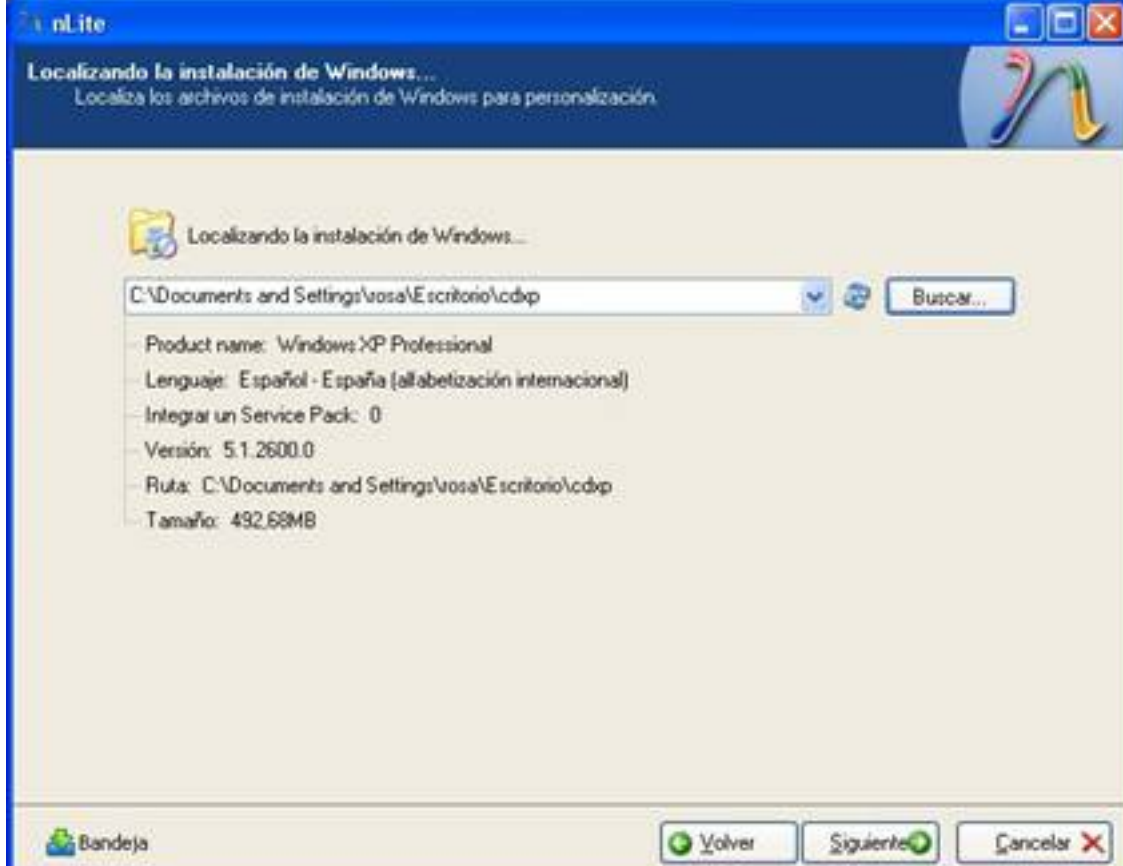 nLite
Localizando la instalación de Windows...
Localiza los archivos de instalación de Windows para personalización.
Localizando la instalación de Windows...
C:\Documents and Settings\rosa\Escritorio\cdxp
Buscar...
Product name: Windows XP Professional
Lenguaje: Español - España (alfabetización internacional)
Integrar un Service Pack: 0
Versión: 5.1.2600.0
Ruta: C:\Documents and Settings\rosa\Escritorio\cdxp
Tamaño: 492,68MB
Bandeja
Volver
Siguiente
Cancelar